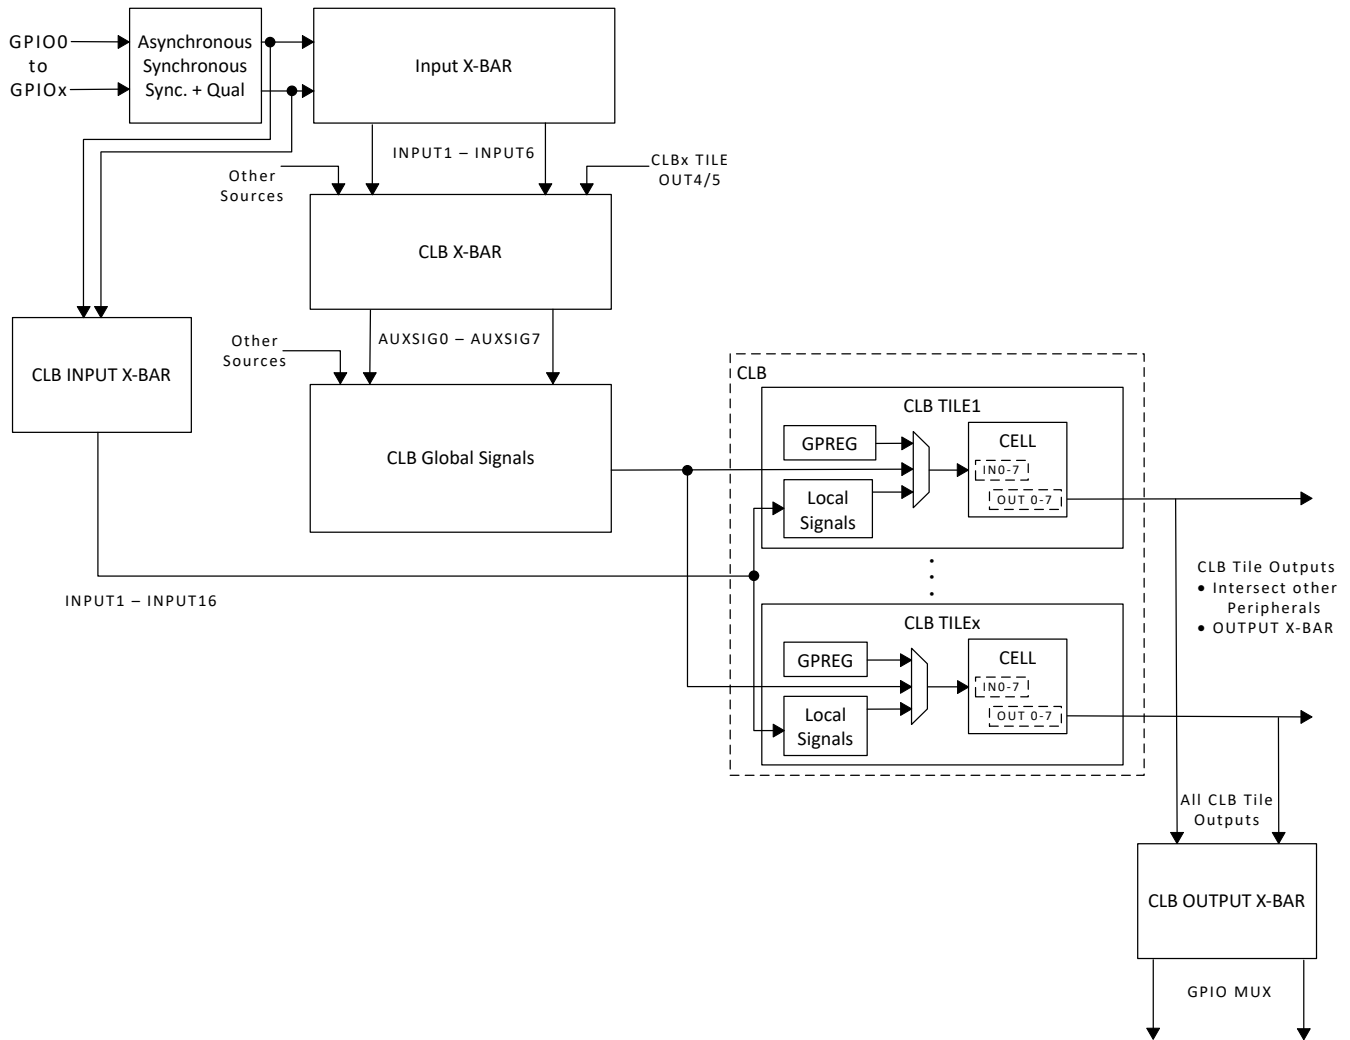 GPIO0
to
GPIOx
Asynchronous
Synchronous
Sync. + Qual
Input X-BAR
INPUT1 – INPUT6
Other
Sources
CLBx TILE
OUT4/5
CLB X-BAR
AUXSIG0 – AUXSIG7
Other
Sources
CLB INPUT X-BAR
CLB Global Signals
INPUT1 – INPUT16
CLB
CLB TILE1
GPREG
Local
Signals
CELL
IN0-7
OUT 0-7
CLB TILEx
GPREG
Local
Signals
CELL
IN0-7
OUT 0-7
CLB Tile Outputs
• Intersect other
Peripherals
• OUTPUT X-BAR
All CLB Tile
Outputs
CLB OUTPUT X-BAR
GPIO MUX